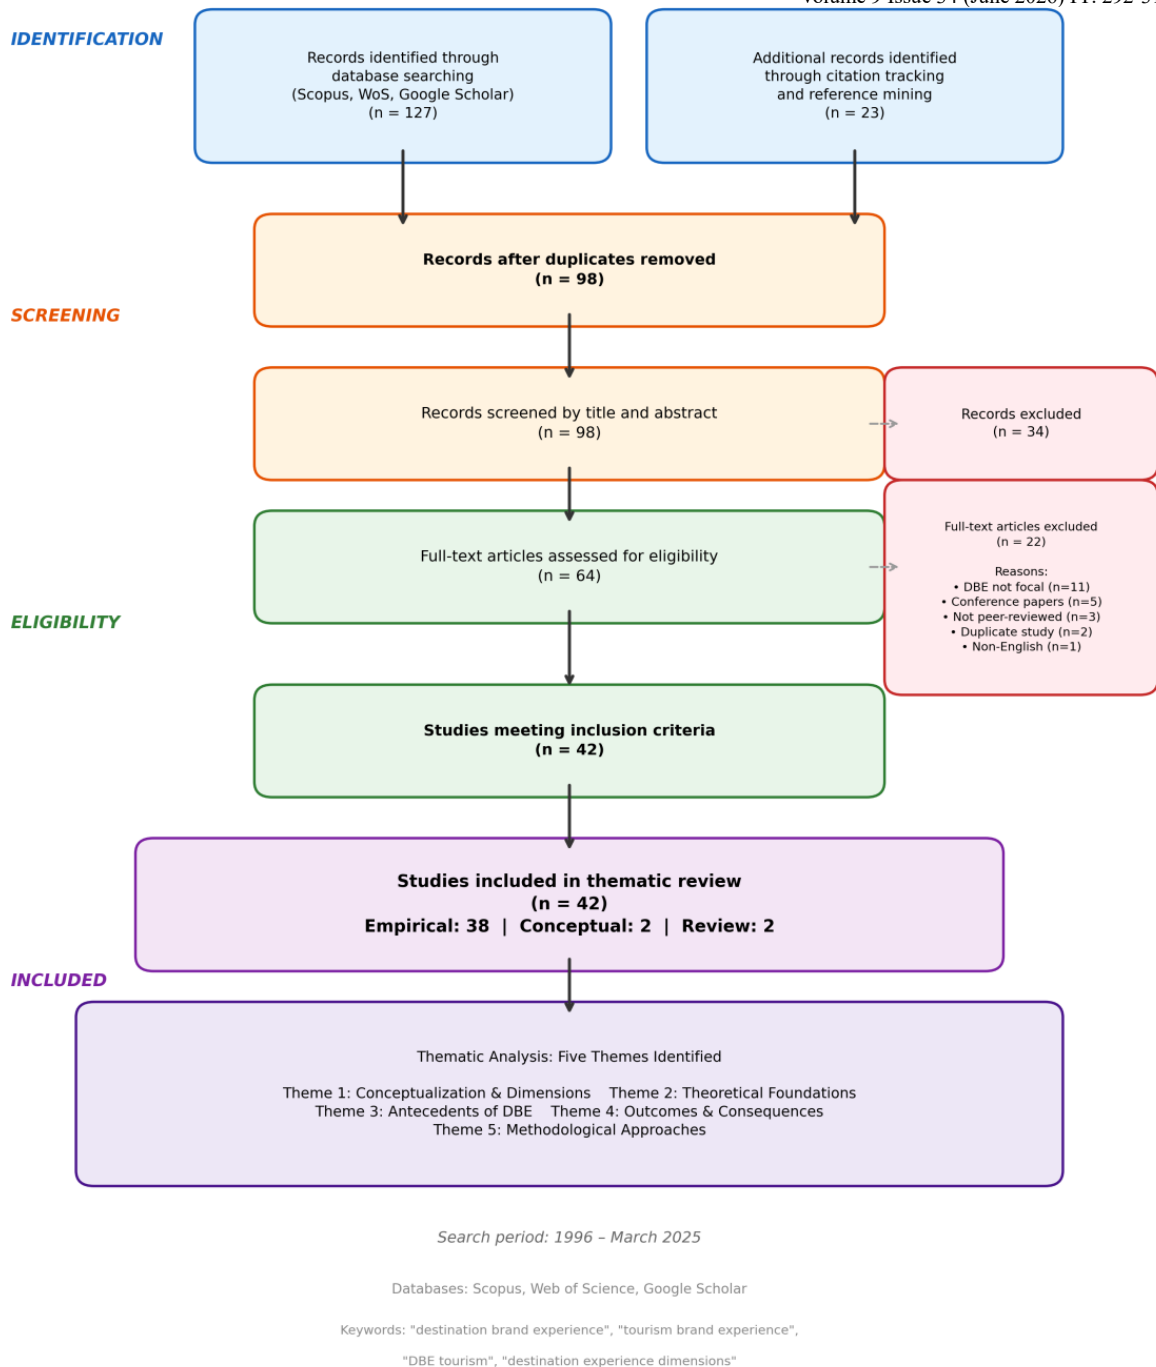 IDENTIFICATION
Records identified through
database searching
(Scopus, WoS, Google Scholar)
(n = 127)
Additional records identified
through citation tracking
and reference mining
(n = 23)
Records after duplicates removed
(n = 98)
SCREENING
Records screened by title and abstract
(n = 98)
Records excluded
(n = 34)
Full-text articles assessed for eligibility
(n = 64)
Full-text articles excluded
(n = 22)
Reasons:
• DBE not focal (n=11)
• Conference papers (n=5)
• Not peer-reviewed (n=3)
• Duplicate study (n=2)
• Non-English (n=1)
ELIGIBILITY
Studies meeting inclusion criteria
(n = 42)
Studies included in thematic review
(n = 42)
Empirical: 38 | Conceptual: 2 | Review: 2
INCLUDED
Thematic Analysis: Five Themes Identified
Theme 1: Conceptualization & Dimensions Theme 2: Theoretical Foundations
Theme 3: Antecedents of DBE Theme 4: Outcomes & Consequences
Theme 5: Methodological Approaches
Search period: 1996 – March 2025
Databases: Scopus, Web of Science, Google Scholar
Keywords: "destination brand experience", "tourism brand experience",
"DBE tourism", "destination experience dimensions"